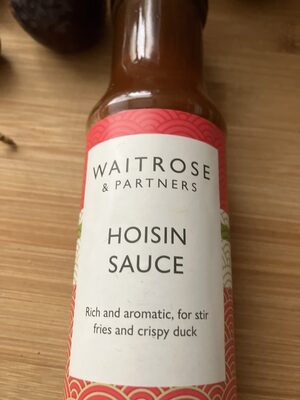 WAITROSE
& PARTNERS
HOISIN
SAUCE
Rich and aromatic, for stir
fries and crispy duck